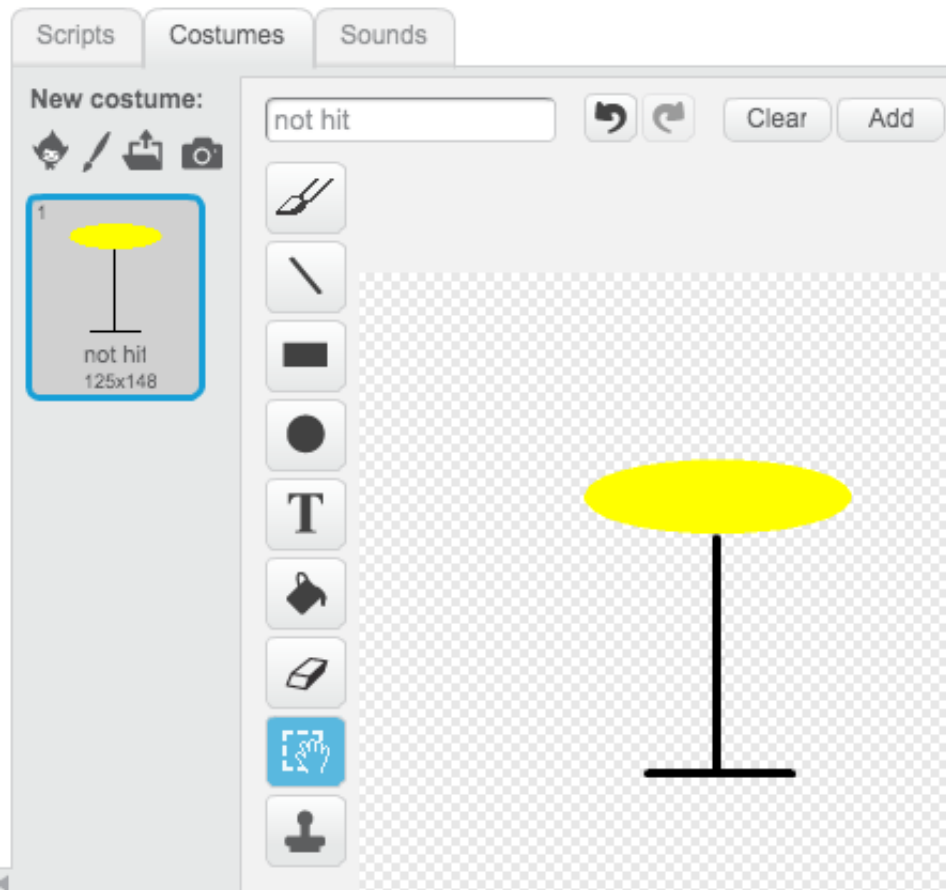 Scripts Costumes Sounds
New costume:
not hit
Clear Add
1
not hit
125x148
T